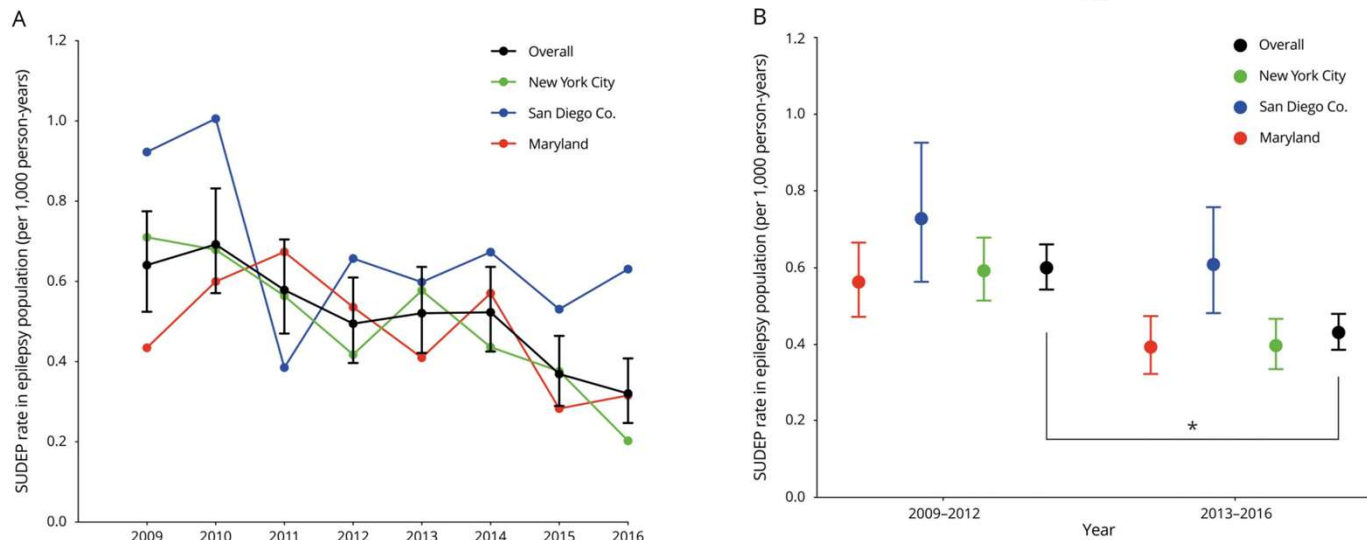 A
SUDEP rate in epilepsy population (per 1,000 person-years)
1.2
1.0
0.8
0.6
0.4
0.2
0.0
Overall
New York City
San Diego Co.
Maryland
2009 2010 2011 2012 2013 2014 2015 2016
B
SUDEP rate in epilepsy population (per 1,000 person-years)
1.2
1.0
0.8
0.6
0.4
0.2
0.0
Overall
New York City
San Diego Co.
Maryland
*
2009–2012 2013–2016
Year